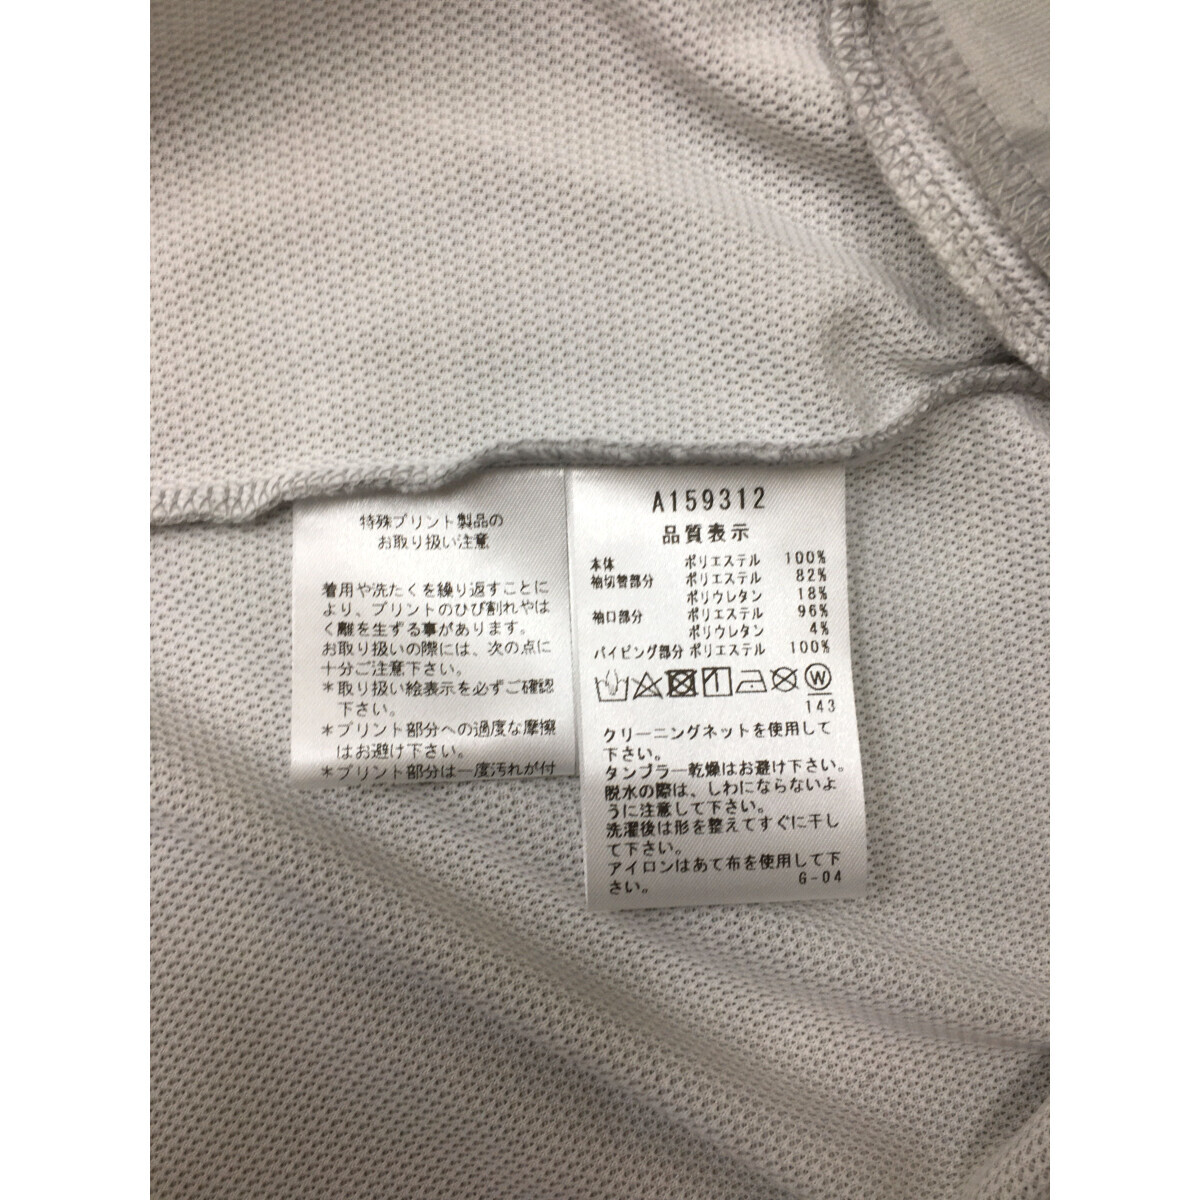 特殊プリント製品の
お取り扱い注意
着用や洗たくを繰り返すことに
より、プリントのひび割れやは
く離を生ずる事があります。
お取り扱いの際には、次の点に
十分ご注意下さい。
*取り扱い絵表示を必ずご確認
下さい。
*プリント部分への過度な摩擦
はお避け下さい。
*プリント部分は一度汚れが付
A159312
品質表示
本体 ポリエステル 100%
袖切替部分 ポリエステル 82%
ポリウレタン 18%
袖口部分 ポリエステル 96%
ポリウレタン 4%
パイピング部分 ポリエステル 100%
W
143
クリーニングネットを使用して
下さい。
タンブラー乾燥はお避け下さい。
脱水の際は、しわにならないよ
うに注意して下さい。
洗濯後は形を整えてすぐに干し
て下さい。
アイロンはあて布を使用して下
さい。 G-04